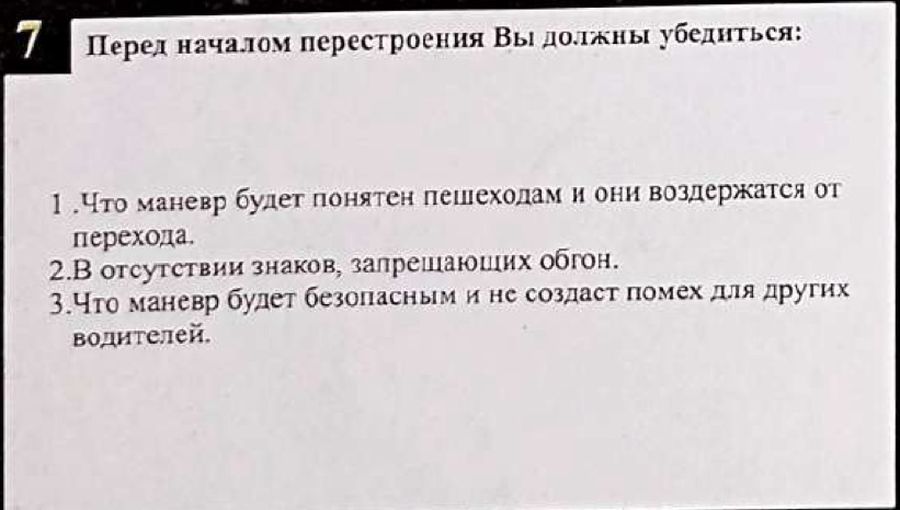 7
Перед началом перестроения Вы должны убедиться:
1 .Что маневр будет понятен пешеходам и они воздержатся от
перехода.
2.В отсутствии знаков, запрещающих обгон.
3.Что маневр будет безопасным и не создаст помех для других
водителей.